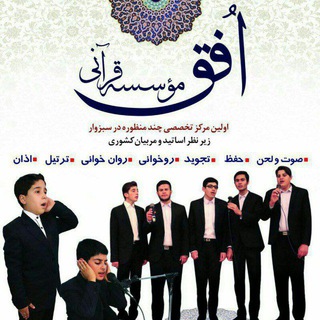 اُفق
مؤسسه قرآنی
اولین مرکز تخصصی چند منظوره در سبزوار
زیر نظر اساتید و مربیان کشوری
صوت و لحن • حفظ • تجوید • روخوانی • روان خوانی • ترتیل • اذان